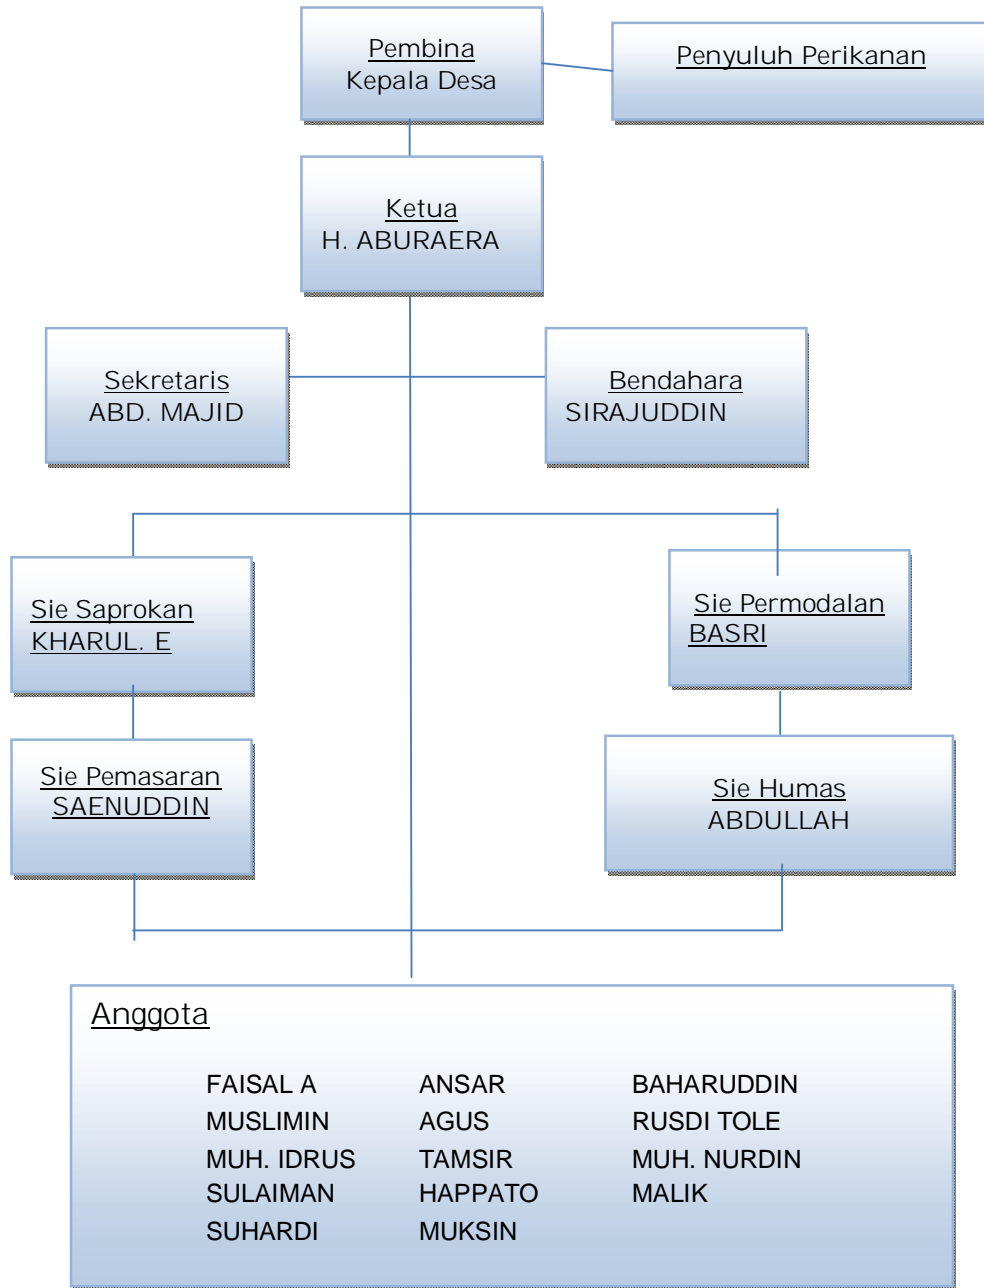 Pembina
Kepala Desa
Penyuluh Perikanan
Ketua
H. ABURAERA
Sekretaris
ABD. MAJID
Bendahara
SIRAJUDDIN
Sie Saprokan
KHARUL. E
Sie Permodalan
BASRI
Sie Pemasaran
SAENUDDIN
Sie Humas
ABDULLAH
Anggota
FAISAL A ANSAR BAHARUDDIN
MUSLIMIN AGUS RUSDI TOLE
MUH. IDRUS TAMSIR MUH. NURDIN
SULAIMAN HAPPATO MALIK
SUHARDI MUKSIN